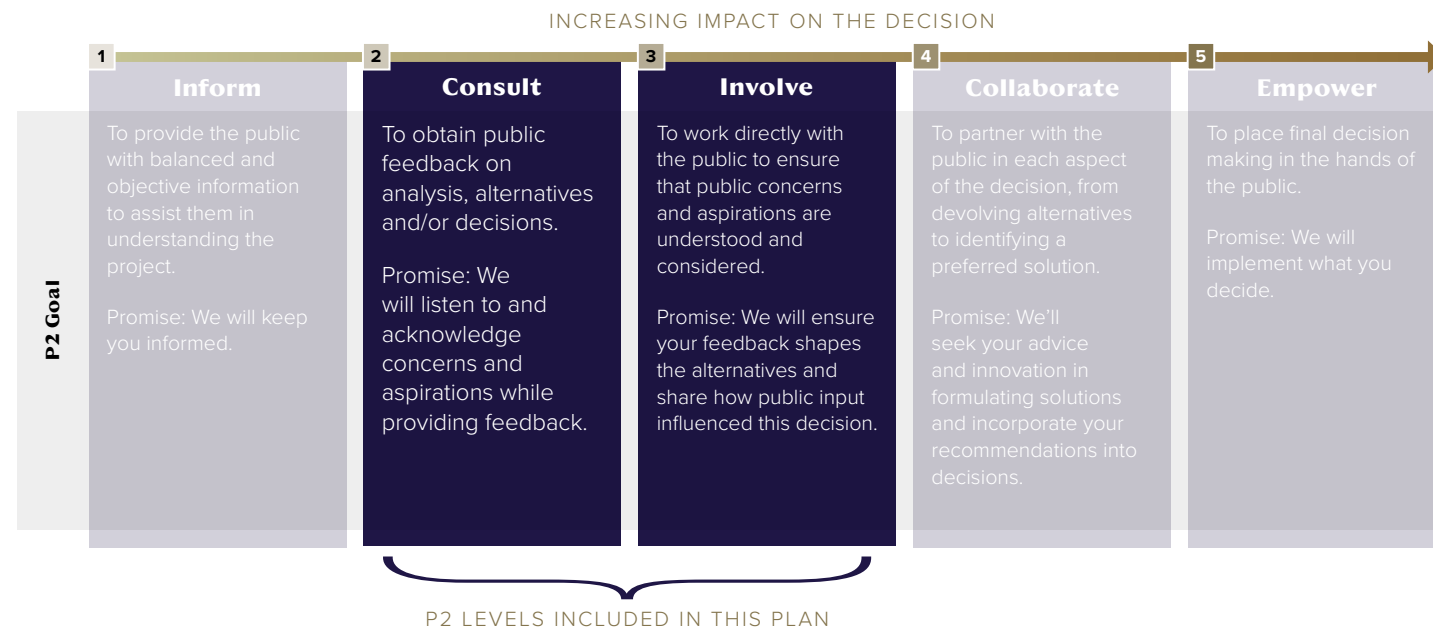 INCREASING IMPACT ON THE DECISION
1
2
3
4
5
Inform
Consult
Involve
Collaborate
Empower
P2 Goal
To provide the public
with balanced and
objective information
to assist them in
understanding the
project.
Promise: We will keep
you informed.
To obtain public
feedback on
analysis, alternatives
and/or decisions.
Promise: We
will listen to and
acknowledge
concerns and
aspirations while
providing feedback.
To work directly with
the public to ensure
that public concerns
and aspirations are
understood and
considered.
Promise: We will ensure
your feedback shapes
the alternatives and
share how public input
influenced this decision.
To partner with the
public in each aspect
of the decision, from
devolving alternatives
to identifying a
preferred solution.
Promise: We'll
seek your advice
and innovation in
formulating solutions
and incorporate your
recommendations into
decisions.
To place final decision
making in the hands of
the public.
Promise: We will
implement what you
decide.
P2 LEVELS INCLUDED IN THIS PLAN